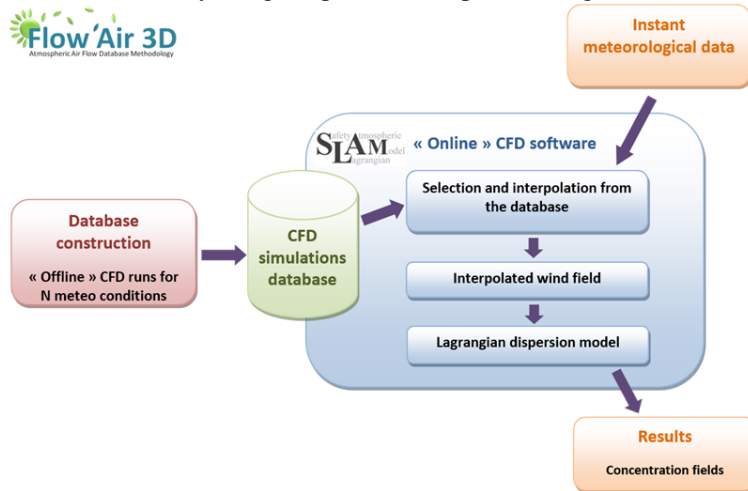 Flow'Air 3D
Atmospheric Air Flow Database Methodology
Instant
meteorological data
Safety Atmospheric
SLAM Model
Lagrangian
« Online » CFD software
Selection and interpolation from
the database
Database
construction
« Offline » CFD runs for
N meteo conditions
CFD
simulations
database
Interpolated wind field
Lagrangian dispersion model
Results
Concentration fields